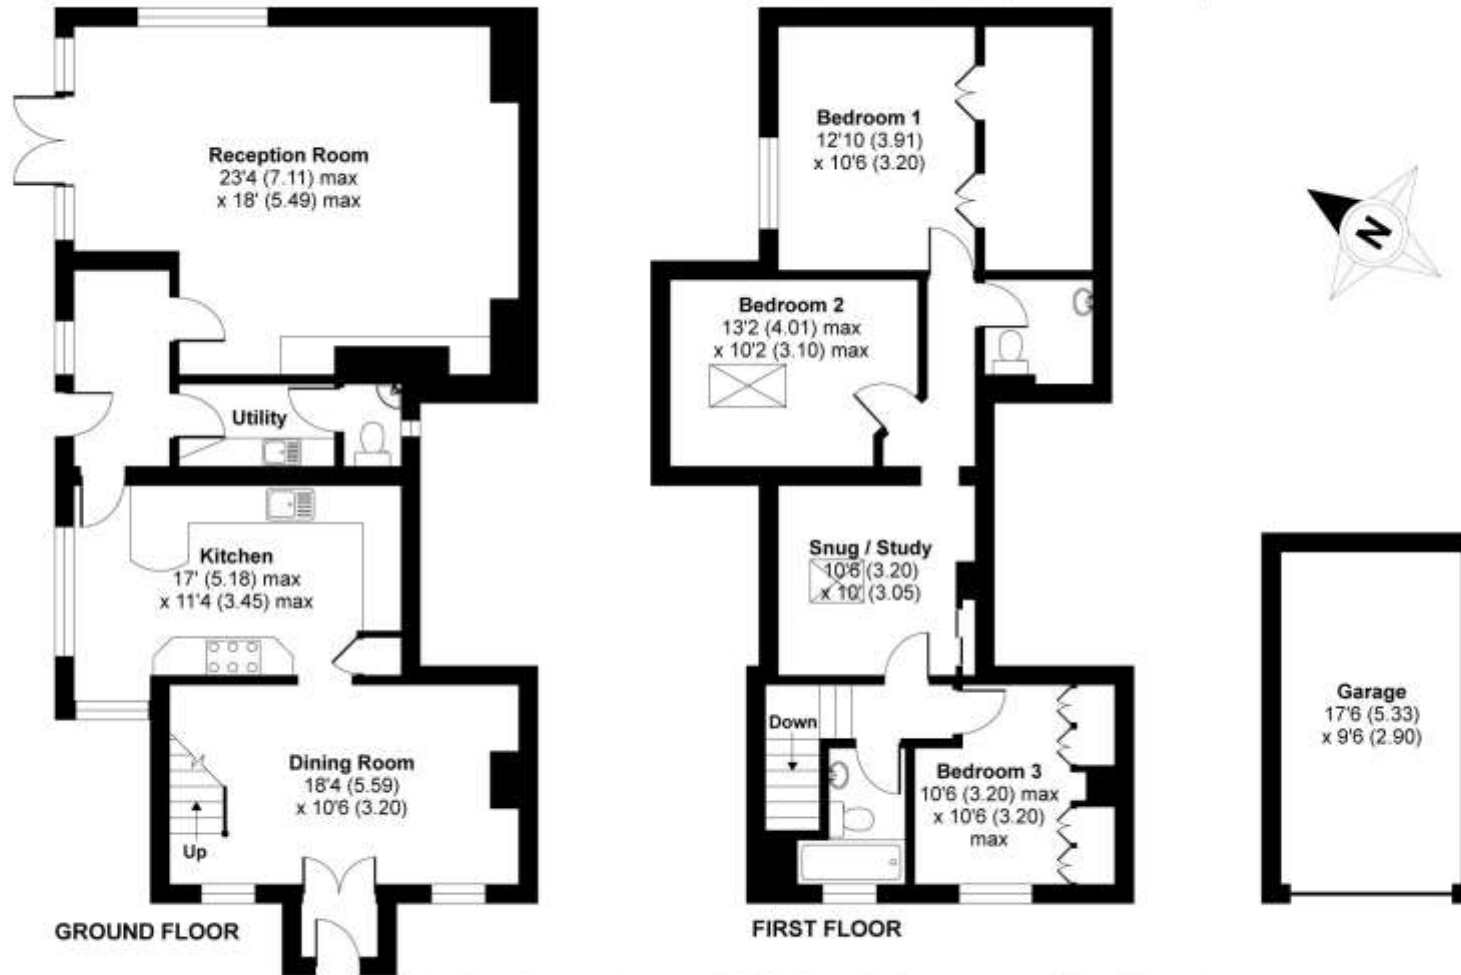 Reception Room
23'4 (7.11) max
x 18' (5.49) max
Utility
Kitchen
17' (5.18) max
x 11'4 (3.45) max
Dining Room
18'4 (5.59)
x 10'6 (3.20)
Up
GROUND FLOOR
Bedroom 1
12'10 (3.91)
x 10'6 (3.20)
Bedroom 2
13'2 (4.01) max
x 10'2 (3.10) max
Snug / Study
10'6 (3.20)
x 10' (3.05)
Down
Bedroom 3
10'6 (3.20) max
x 10'6 (3.20)
max
FIRST FLOOR
N
Garage
17'6 (5.33)
x 9'6 (2.90)